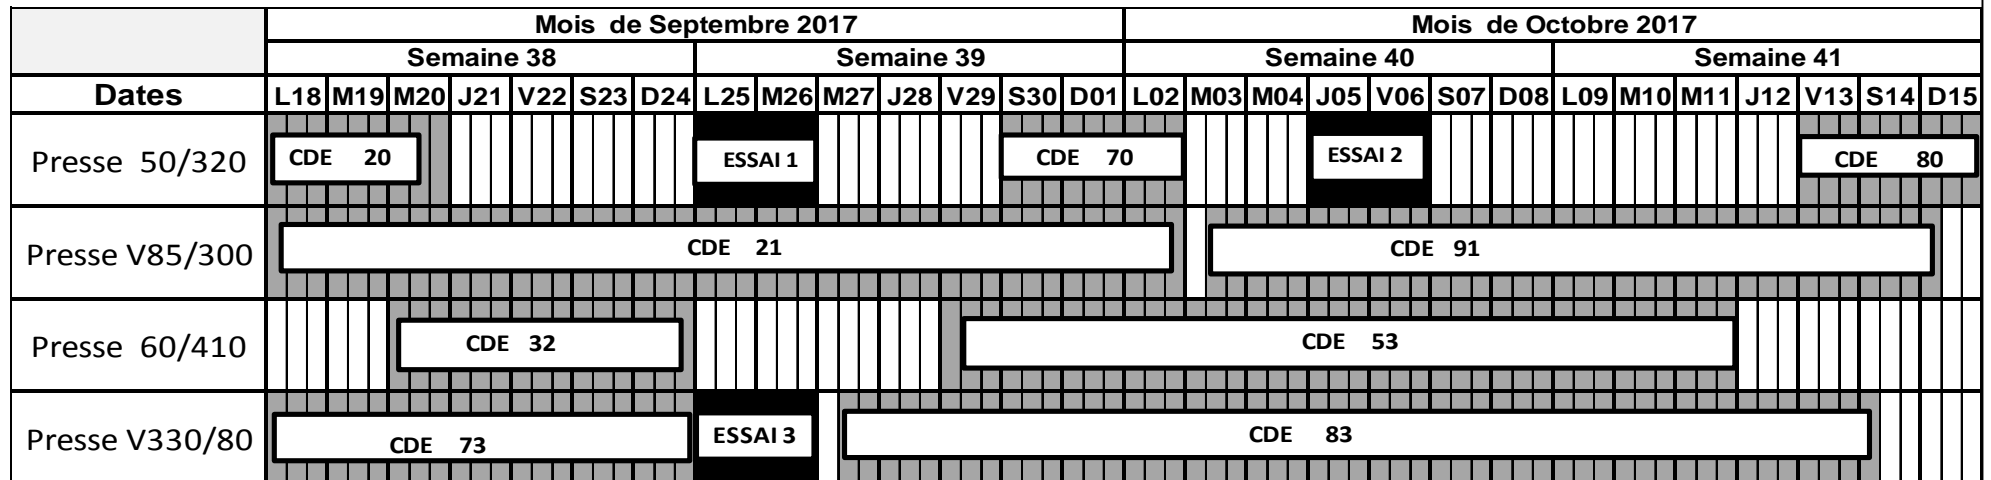 Mois de Septembre 2017 Mois de Octobre 2017
Semaine 38 Semaine 39 Semaine 40 Semaine 41
Dates L18 M19 M20 J21 V22 S23 D24 L25 M26 M27 J28 V29 S30 D01 L02 M03 M04 J05 V06 S07 D08 L09 M10 M11 J12 V13 S14 D15
Presse 50/320 CDE 20 ESSAI 1 CDE 70 ESSAI 2 CDE 80
Presse V85/300 CDE 21 CDE 91
Presse 60/410 CDE 32 CDE 53
Presse V330/80 CDE 73 ESSAI 3 CDE 83